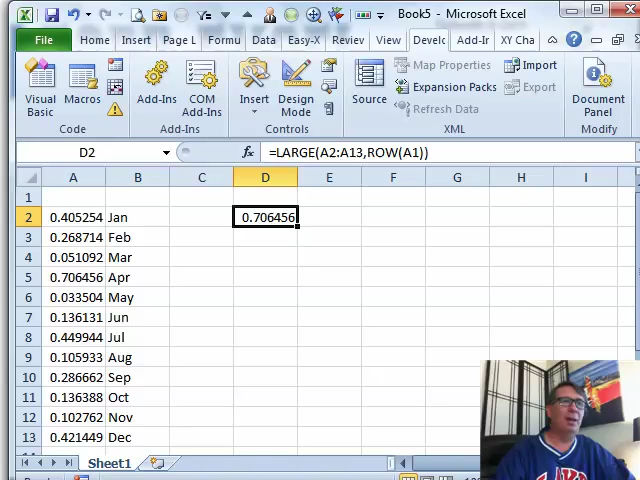 Book5 - Microsoft Excel
File Home Insert Page L Formu Data Review View Develo Add-Ir XY Cha
Visual Basic
Macros
Code
Add-Ins
COM Add-Ins
Add-Ins
Insert
Design Mode
Controls
Source
Map Properties
Expansion Packs
Refresh Data
Import
Export
XML
Document Panel
Modify
D2 fx =LARGE(A2:A13,ROW(A1))
A B C D E F G H I
1
2 0.405254 Jan 0.706456
3 0.268714 Feb
4 0.051092 Mar
5 0.706456 Apr
6 0.033504 May
7 0.136131 Jun
8 0.449944 Jul
9 0.105933 Aug
10 0.286662 Sep
11 0.136388 Oct
12 0.102762 Nov
13 0.421449 Dec
Sheet1